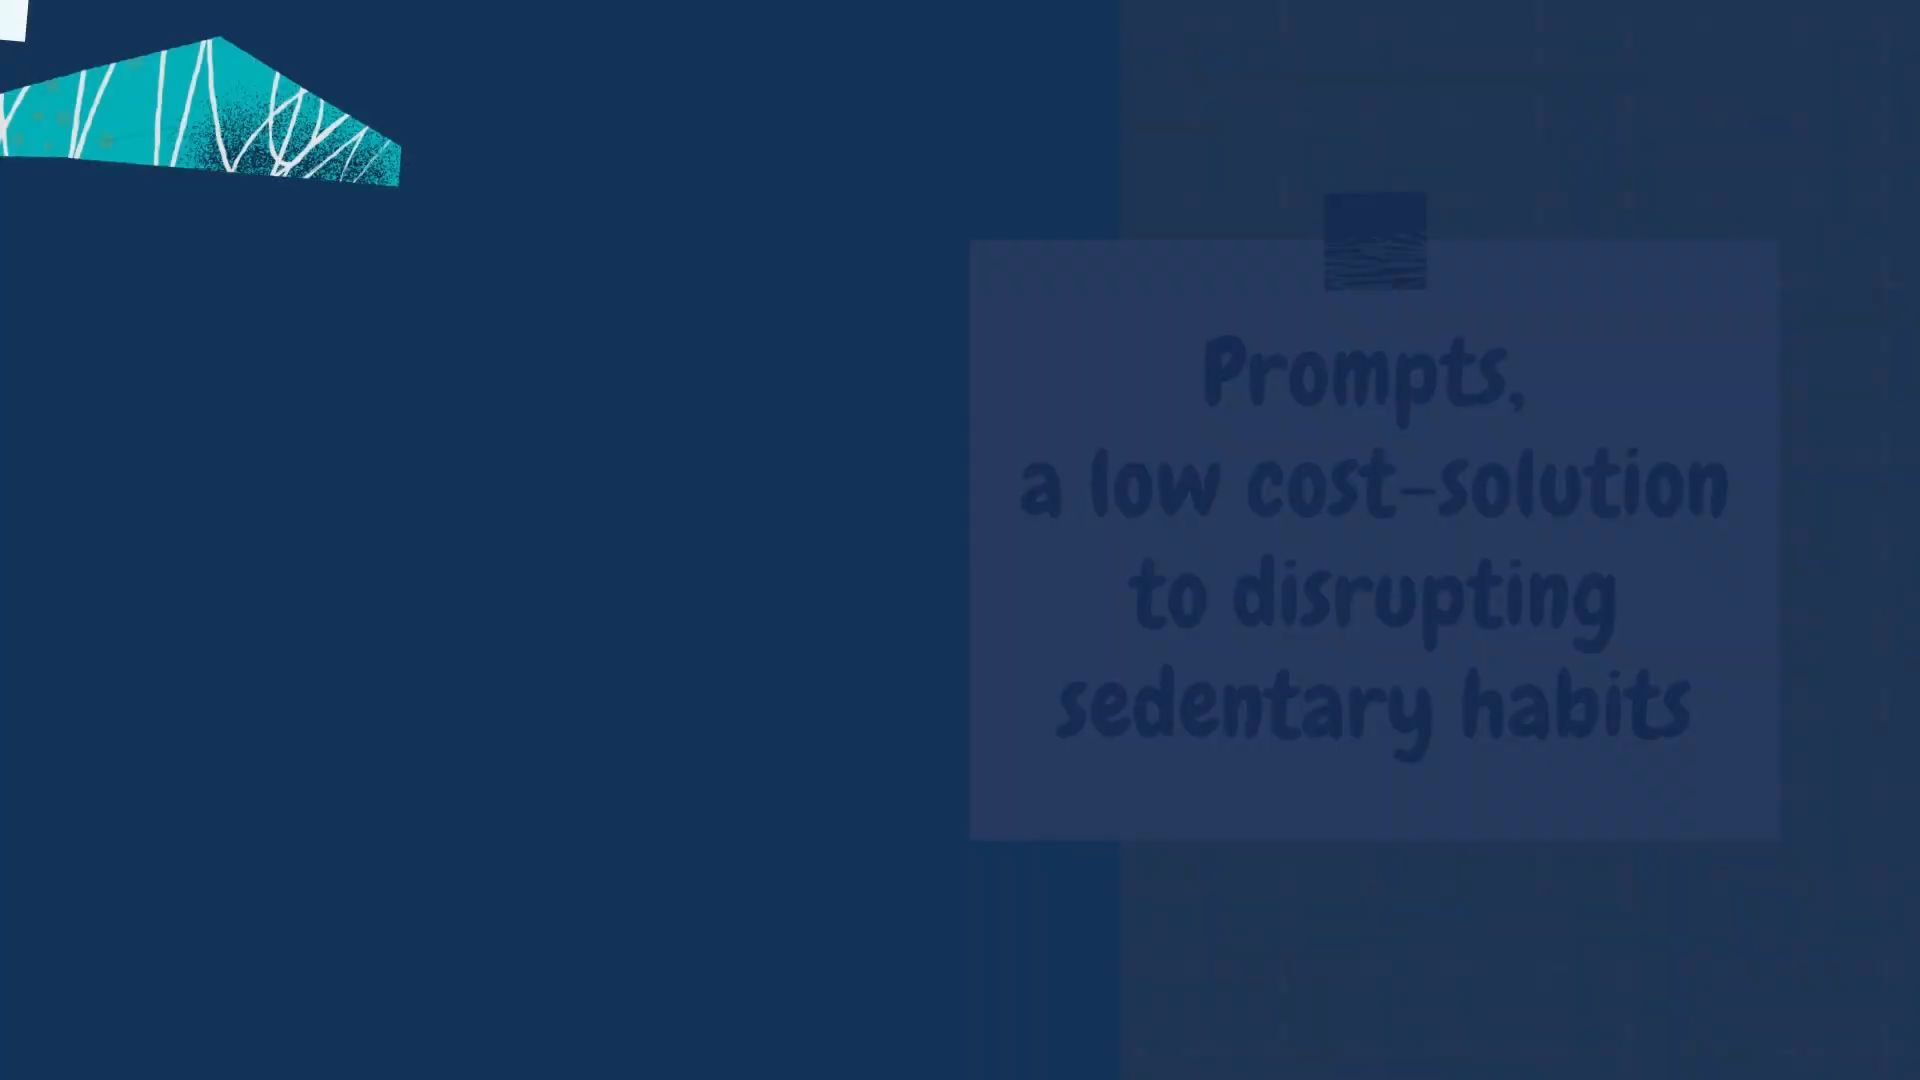 Prompts,
a low cost-solution
to disrupting
sedentary habits